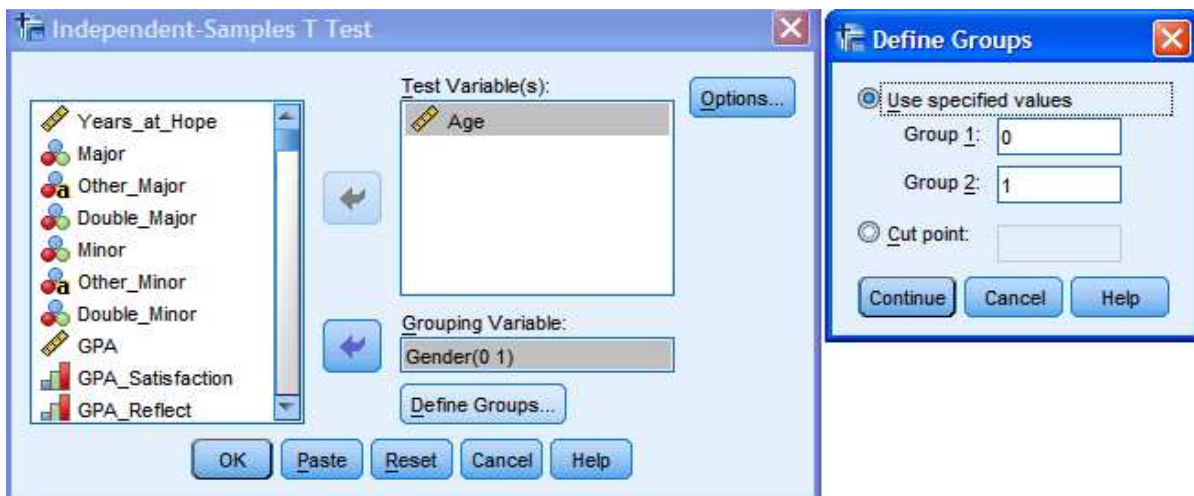 Independent-Samples T Test
Years_at_Hope
Major
Other_Major
Double_Major
Minor
Other_Minor
Double_Minor
GPA
GPA_Satisfaction
GPA_Reflect
Test Variable(s):
Age
Options...
Grouping Variable:
Gender(0 1)
Define Groups...
OK Paste Reset Cancel Help
Define Groups
Use specified values
Group 1: 0
Group 2: 1
Cut point:
Continue Cancel Help